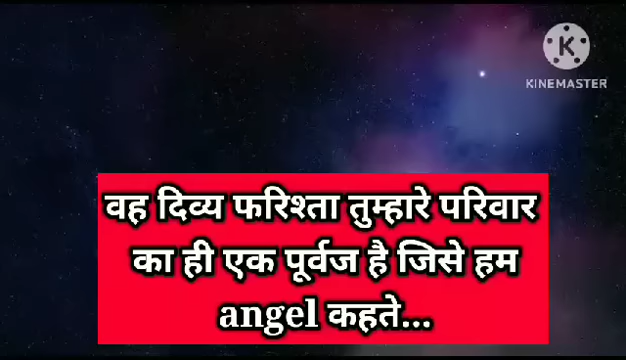 KINEMASTER
वह दिव्य फरिश्ता तुम्हारे परिवार
का ही एक पूर्वज है जिसे हम
angel कहते...